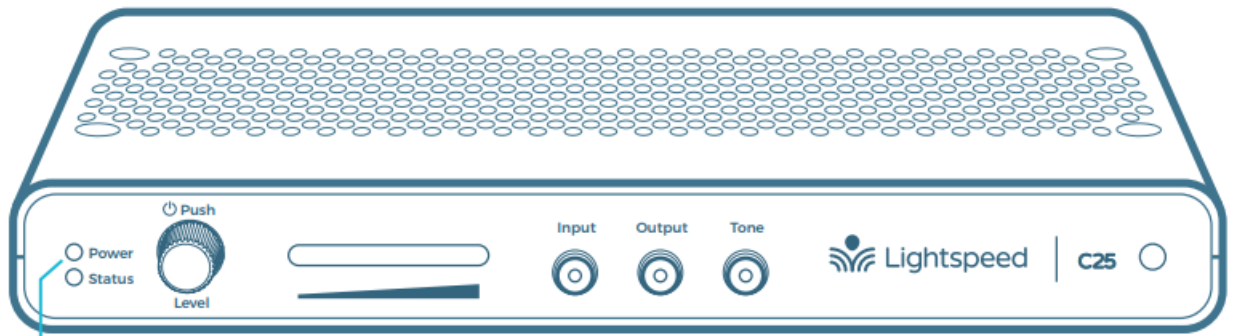 Push
Power
Status
Level
Input Output Tone
Lightspeed
C25